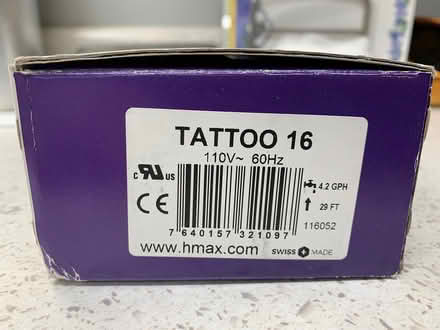 TATTOO 16
110V~ 60Hz
c RU US
4.2 GPH
CE
29 FT
116052
7 640157 321097
www.hmax.com
SWISS MADE